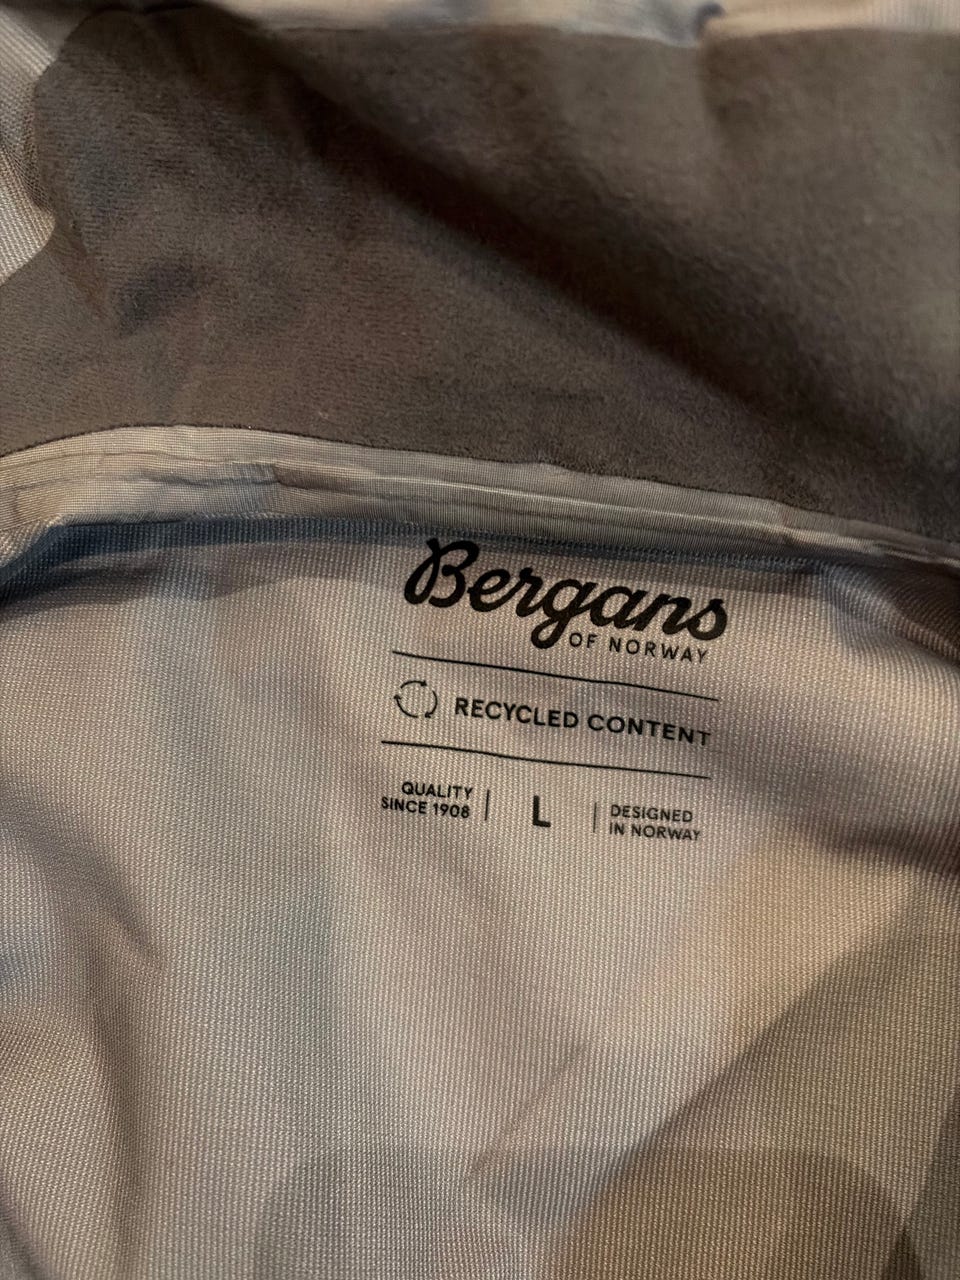 Bergans
OF NORWAY
RECYCLED CONTENT
QUALITY
SINCE 1908
L
DESIGNED
IN NORWAY